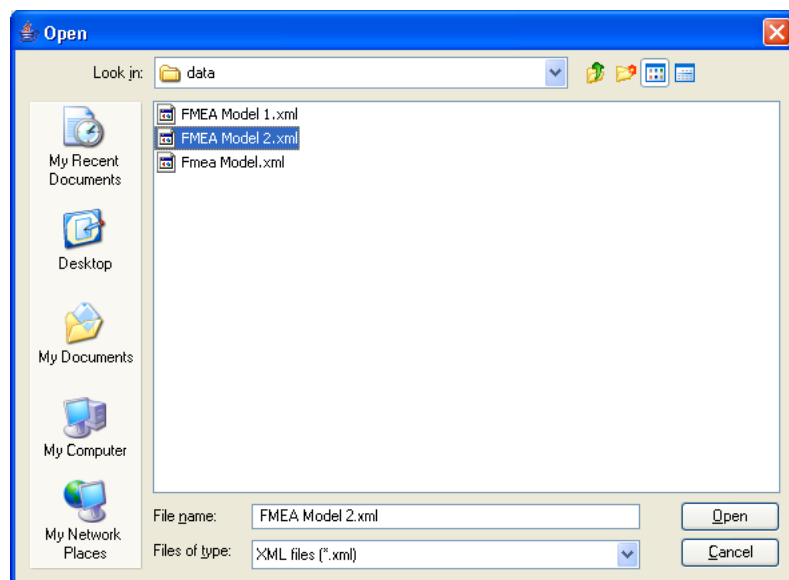 Open
Look in: data
FMEA Model 1.xml
FMEA Model 2.xml
Fmea Model.xml
My Recent
Documents
Desktop
My Documents
My Computer
My Network
Places
File name: FMEA Model 2.xml
Open
Files of type: XML files (*.xml)
Cancel